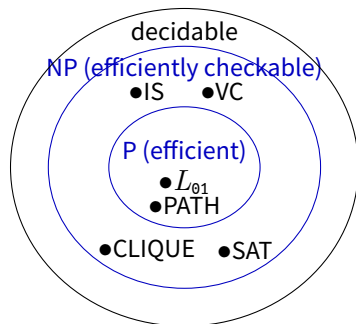 decidable
NP (efficiently checkable)
●IS ●VC
P (efficient)
●L₀₁
●PATH
●CLIQUE ●SAT